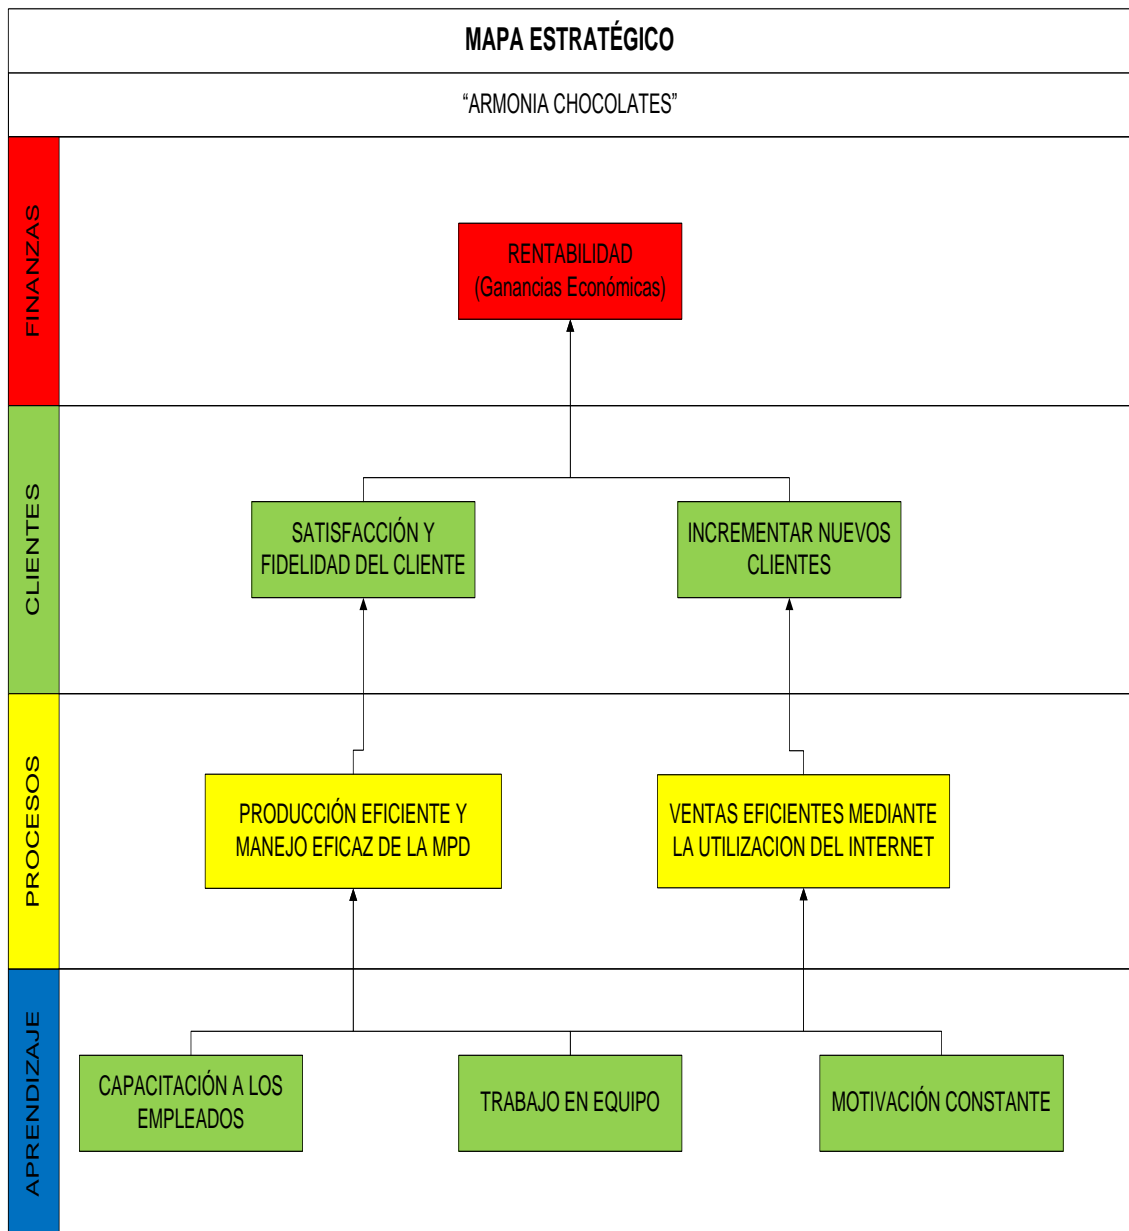 MAPA ESTRATÉGICO
“ARMONIA CHOCOLATES”
FINANZAS
RENTABILIDAD
(Ganancias Económicas)
CLIENTES
SATISFACCIÓN Y
FIDELIDAD DEL CLIENTE
INCREMENTAR NUEVOS
CLIENTES
PROCESOS
PRODUCCIÓN EFICIENTE Y
MANEJO EFICAZ DE LA MPD
VENTAS EFICIENTES MEDIANTE
LA UTILIZACION DEL INTERNET
APRENDIZAJE
CAPACITACIÓN A LOS
EMPLEADOS
TRABAJO EN EQUIPO
MOTIVACIÓN CONSTANTE